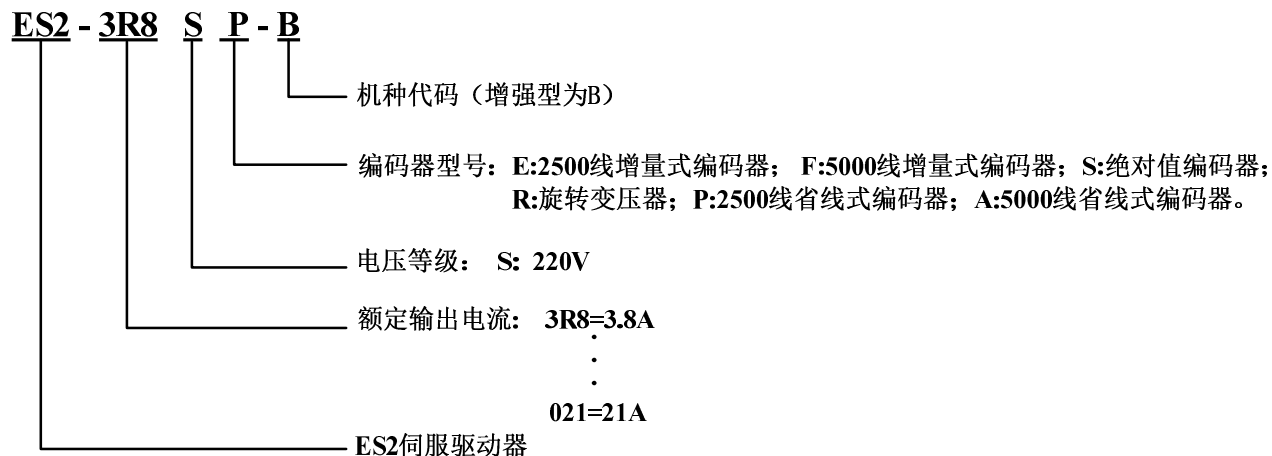 ES2 - 3R8 S P - B
机种代码（增强型为B）
编码器型号：E:2500线增量式编码器； F:5000线增量式编码器；S:绝对值编码器；
R:旋转变压器；P:2500线省线式编码器；A:5000线省线式编码器。
电压等级： S: 220V
额定输出电流： 3R8=3.8A
.
.
.
021=21A
ES2伺服驱动器